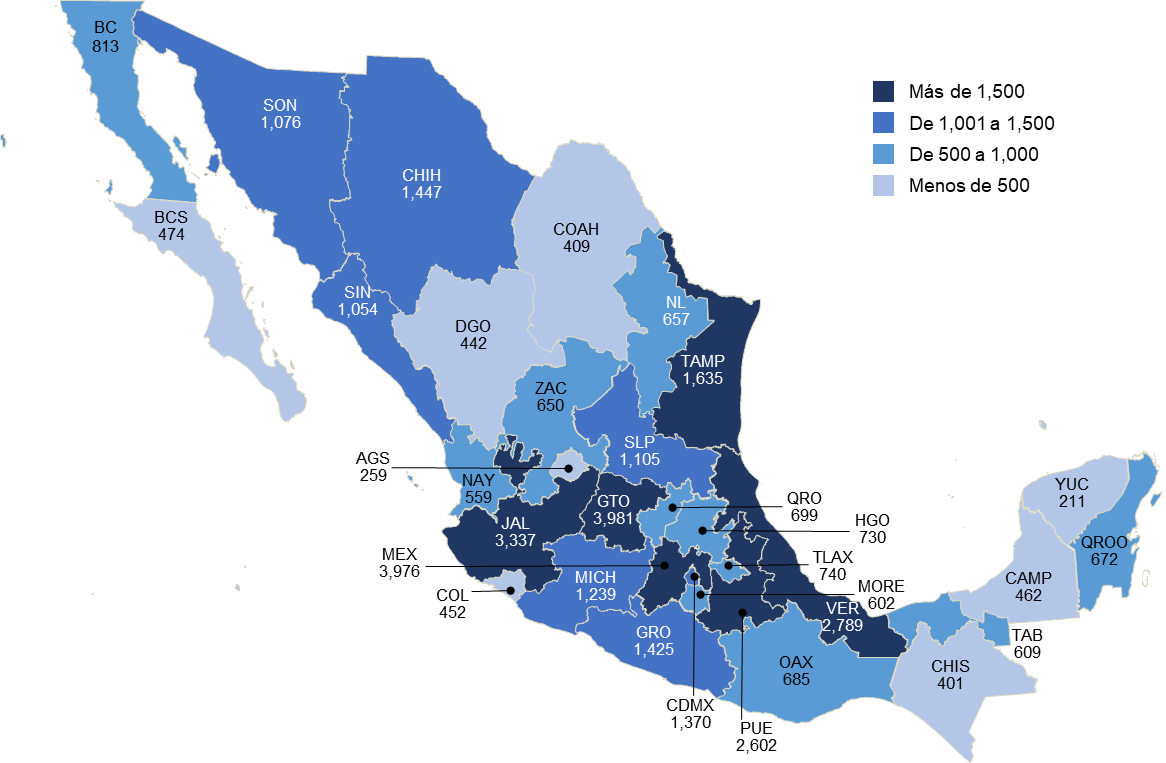 BC
813
SON
1,076
CHIH
1,447
BCS
474
COAH
409
SIN
1,054
DGO
442
NL
657
TAMP
1,635
ZAC
650
SLP
1,105
AGS
259
NAY
559
GTO
3,981
JAL
3,337
QRO
699
HGO
730
MEX
3,976
TLAX
740
MICH
1,239
MORE
602
COL
452
GRO
1,425
VER
2,789
OAX
685
CDMX
1,370
PUE
2,602
YUC
211
QROO
672
CAMP
462
TAB
609
CHIS
401
Más de 1,500
De 1,001 a 1,500
De 500 a 1,000
Menos de 500